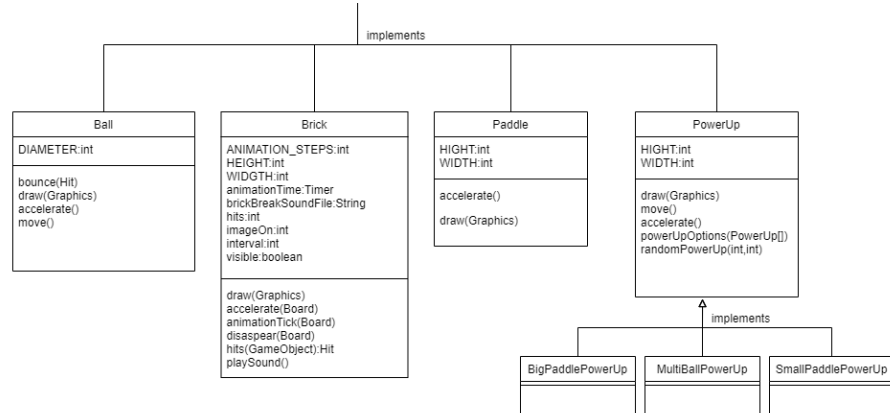 implements
Ball
DIAMETER:int
bounce(Hit)
draw(Graphics)
accelerate()
move()
Brick
ANIMATION_STEPS:int
HEIGHT:int
WIDGTH:int
animationTime:Timer
brickBreakSoundFile:String
hits:int
imageOn:int
interval:int
visible:boolean
draw(Graphics)
accelerate(Board)
animationTick(Board)
disaspear(Board)
hits(GameObject):Hit
playSound()
Paddle
HIGHT:int
WIDTH:int
accelerate()
draw(Graphics)
PowerUp
HIGHT:int
WIDTH:int
draw(Graphics)
move()
accelerate()
powerUpOptions(PowerUp[])
randomPowerUp(int,int)
implements
BigPaddlePowerUp
MultiBallPowerUp
SmallPaddlePowerUp